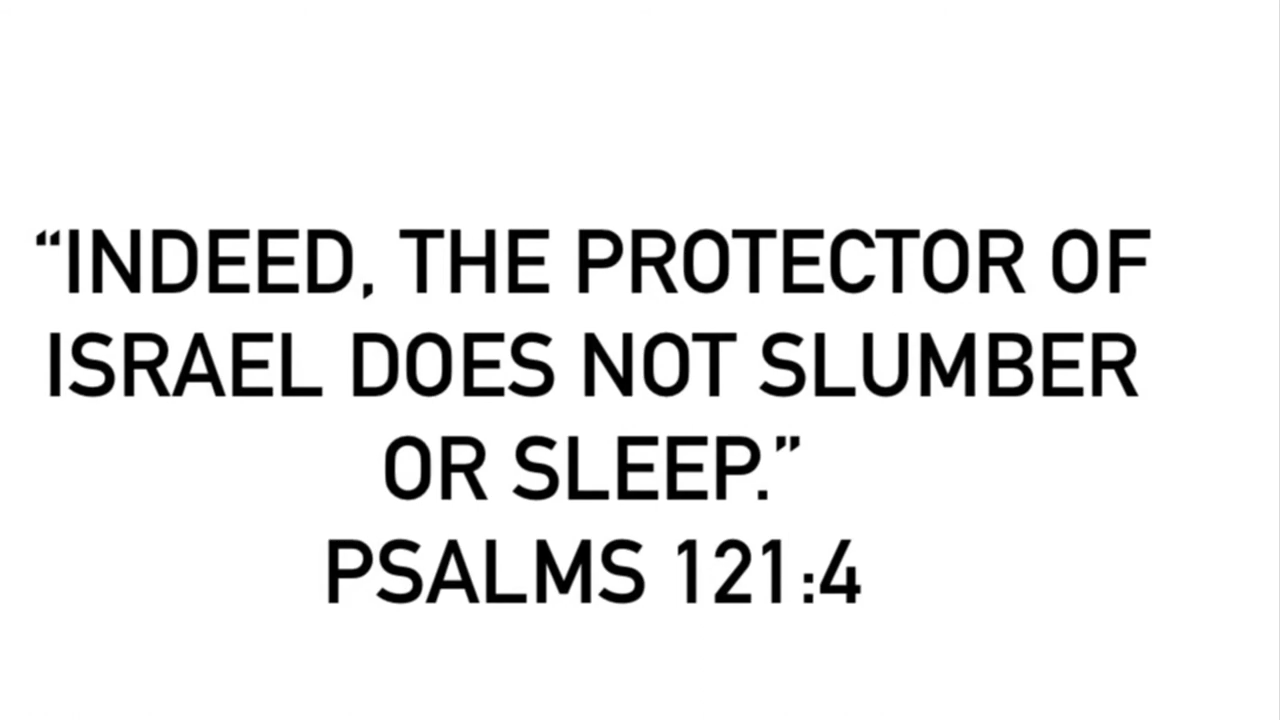 “INDEED, THE PROTECTOR OF
ISRAEL DOES NOT SLUMBER
OR SLEEP.”
PSALMS 121:4